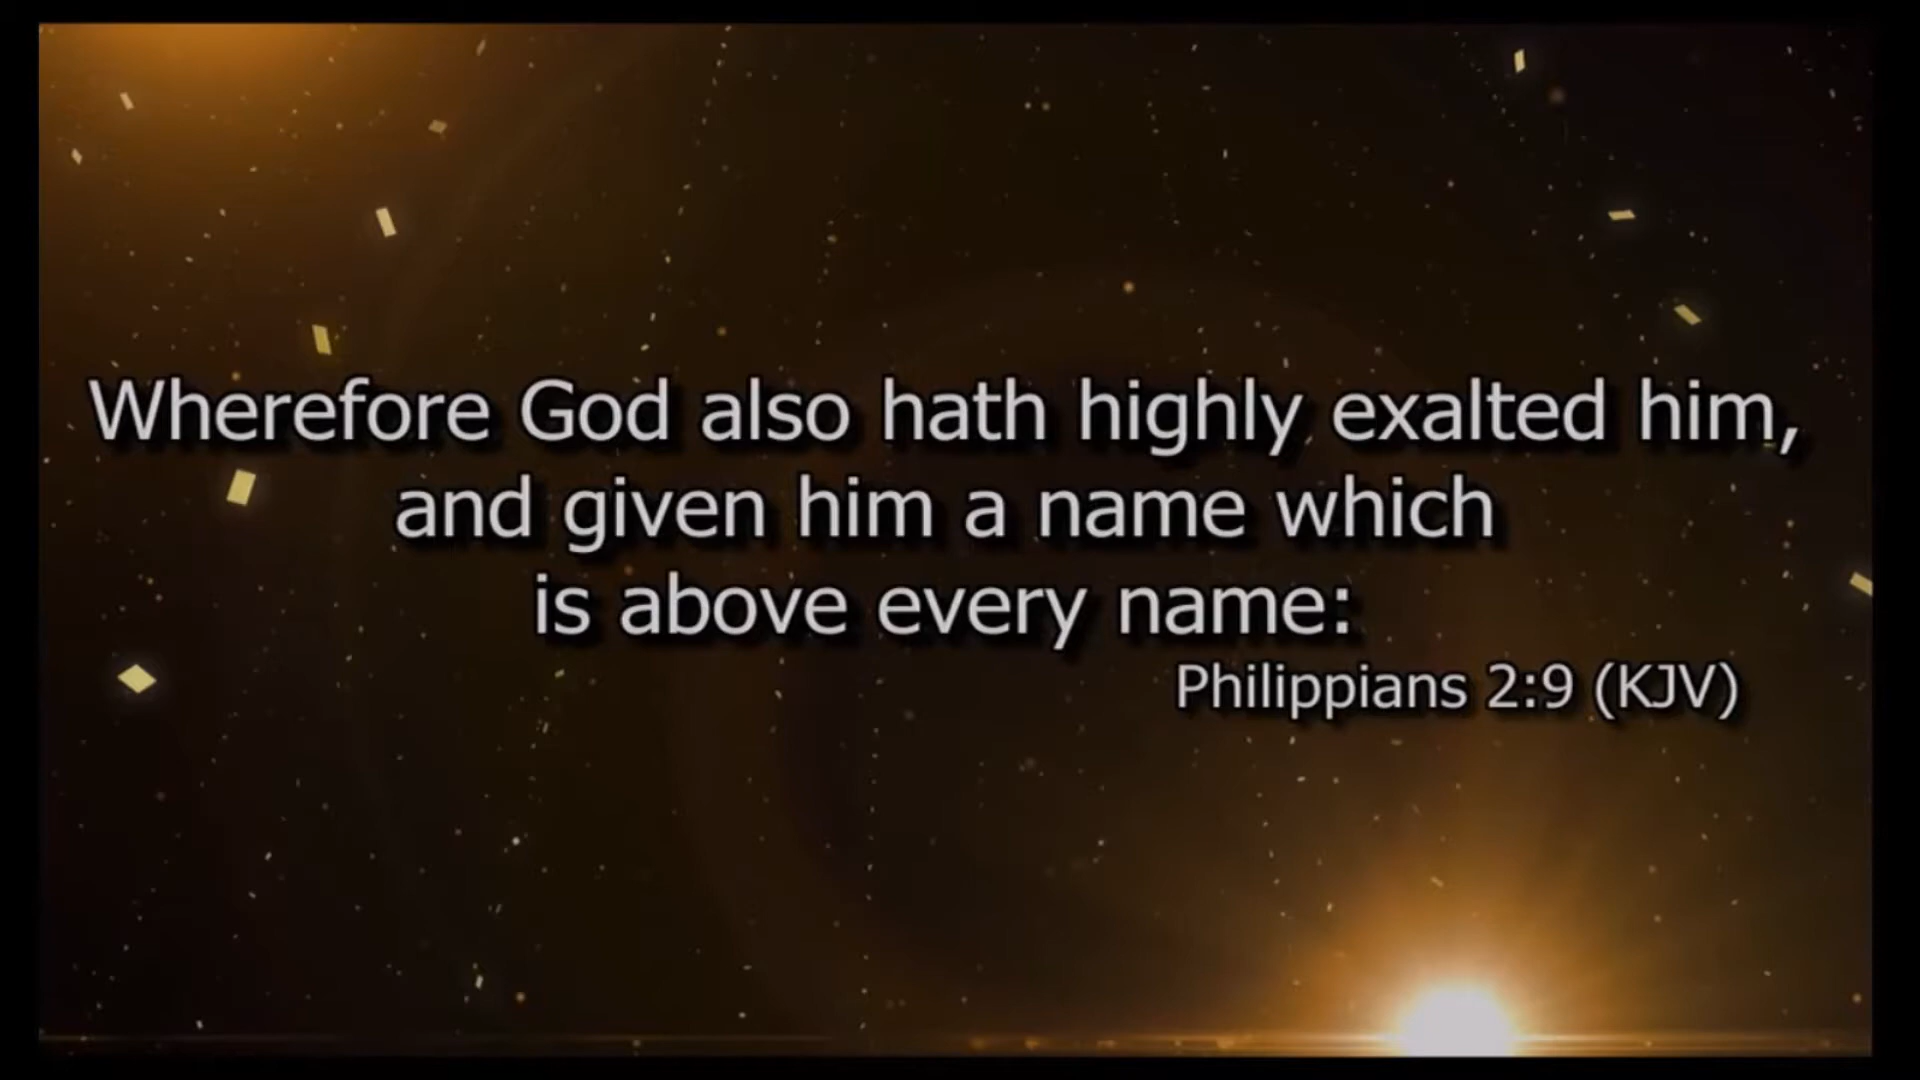 Wherefore God also hath highly exalted him,
and given him a name which
is above every name:
Philippians 2:9 (KJV)